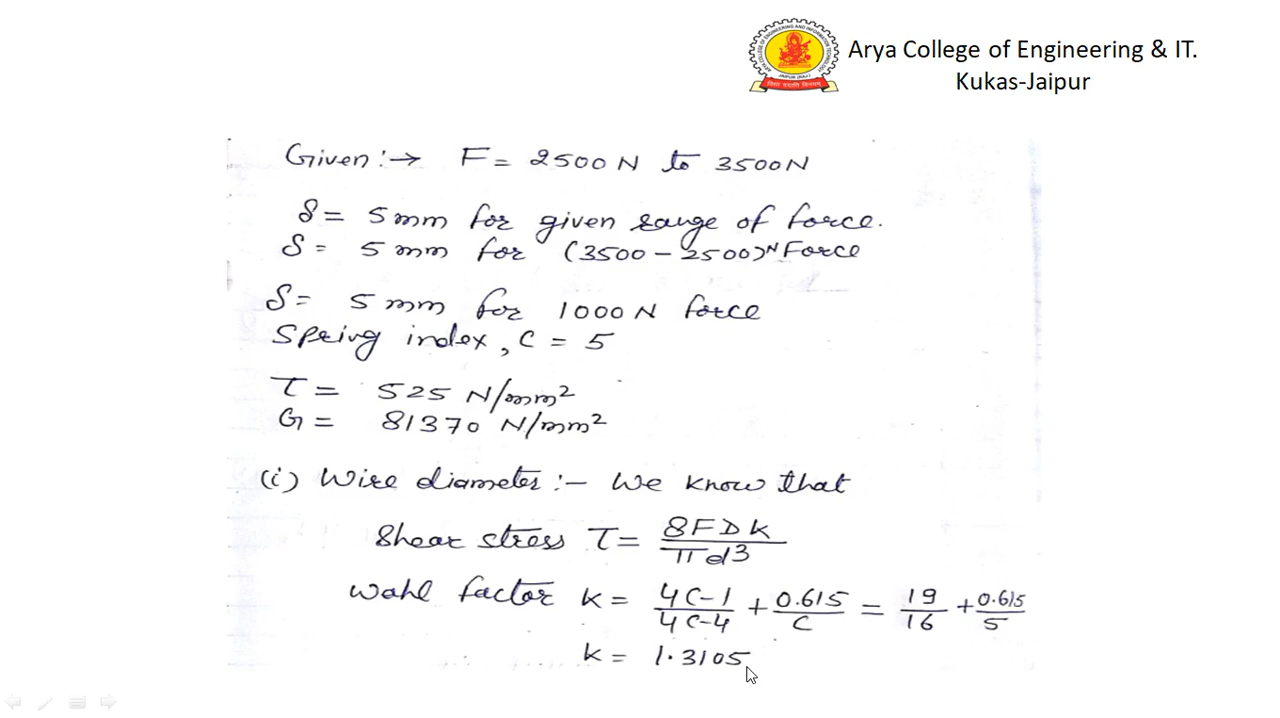 Arya College of Engineering & IT.
Kukas-Jaipur
Given :→ F = 2500 N to 3500 N
δ = 5 mm for given range of force.
δ = 5 mm for (3500 - 2500) N Force
δ = 5 mm for 1000 N force
Spring index, C = 5
τ = 525 N/mm²
G = 81370 N/mm²
(i) Wire diameter :- We know that
Shear stress τ = 8FDk / πd³
Wahl factor k = 4C-1 / 4C-4 + 0.615 / C = 19 / 16 + 0.615 / 5
k = 1.3105